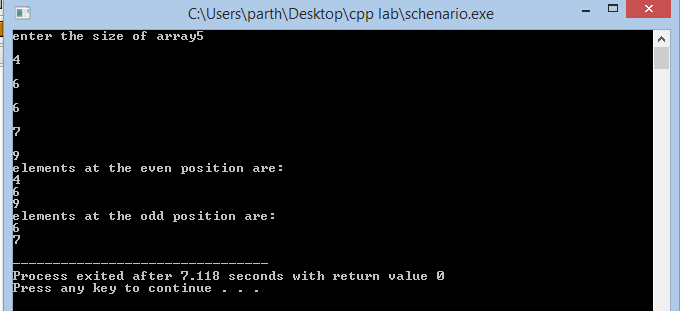 C:\Users\parth\Desktop\cpp lab\schenario.exe
enter the size of array5
4
6
6
7
9
elements at the even position are:
4
6
9
elements at the odd position are:
6
7
--------------------------------
Process exited after 7.118 seconds with return value 0
Press any key to continue . . .